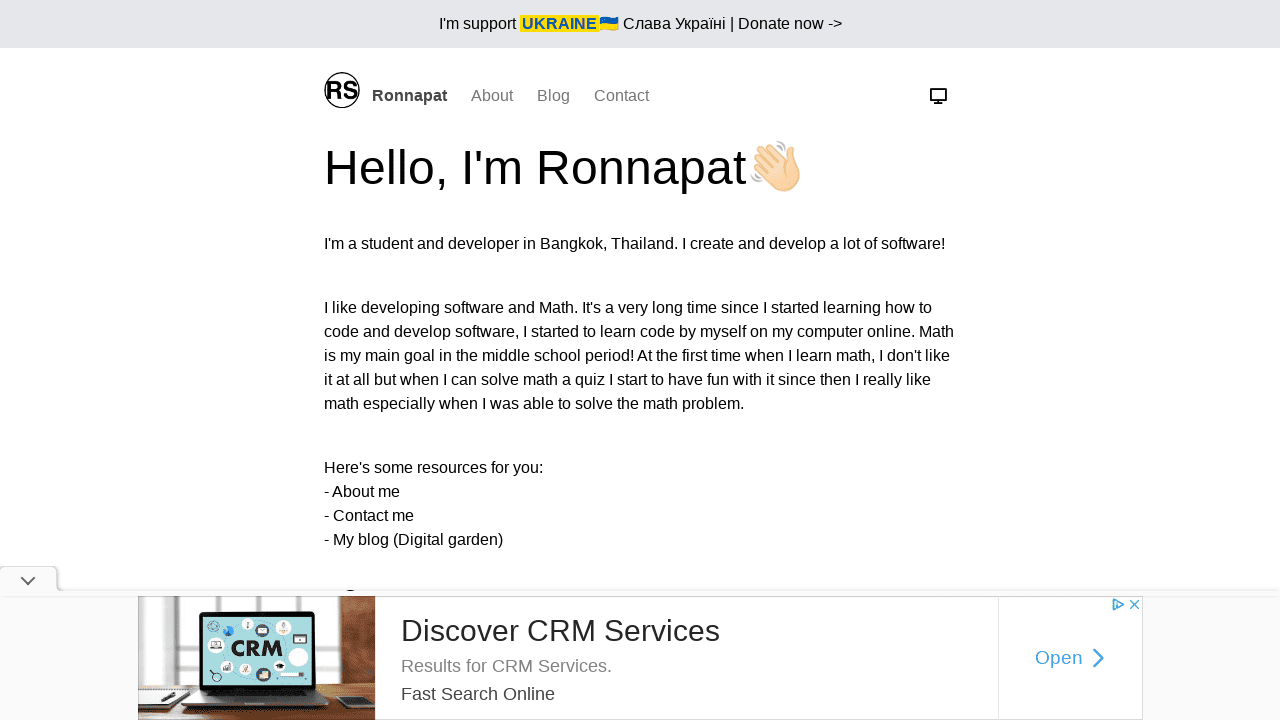 I'm support UKRAINE🇺🇦 Слава Україні | Donate now ->
RS Ronnapat About Blog Contact
Hello, I'm Ronnapat👋🏻
I'm a student and developer in Bangkok, Thailand. I create and develop a lot of software!
I like developing software and Math. It's a very long time since I started learning how to
code and develop software, I started to learn code by myself on my computer online. Math
is my main goal in the middle school period! At the first time when I learn math, I don't like
it at all but when I can solve math a quiz I start to have fun with it since then I really like
math especially when I was able to solve the math problem.
Here's some resources for you:
- About me
- Contact me
- My blog (Digital garden)
CRM
Discover CRM Services
Results for CRM Services.
Fast Search Online
Open